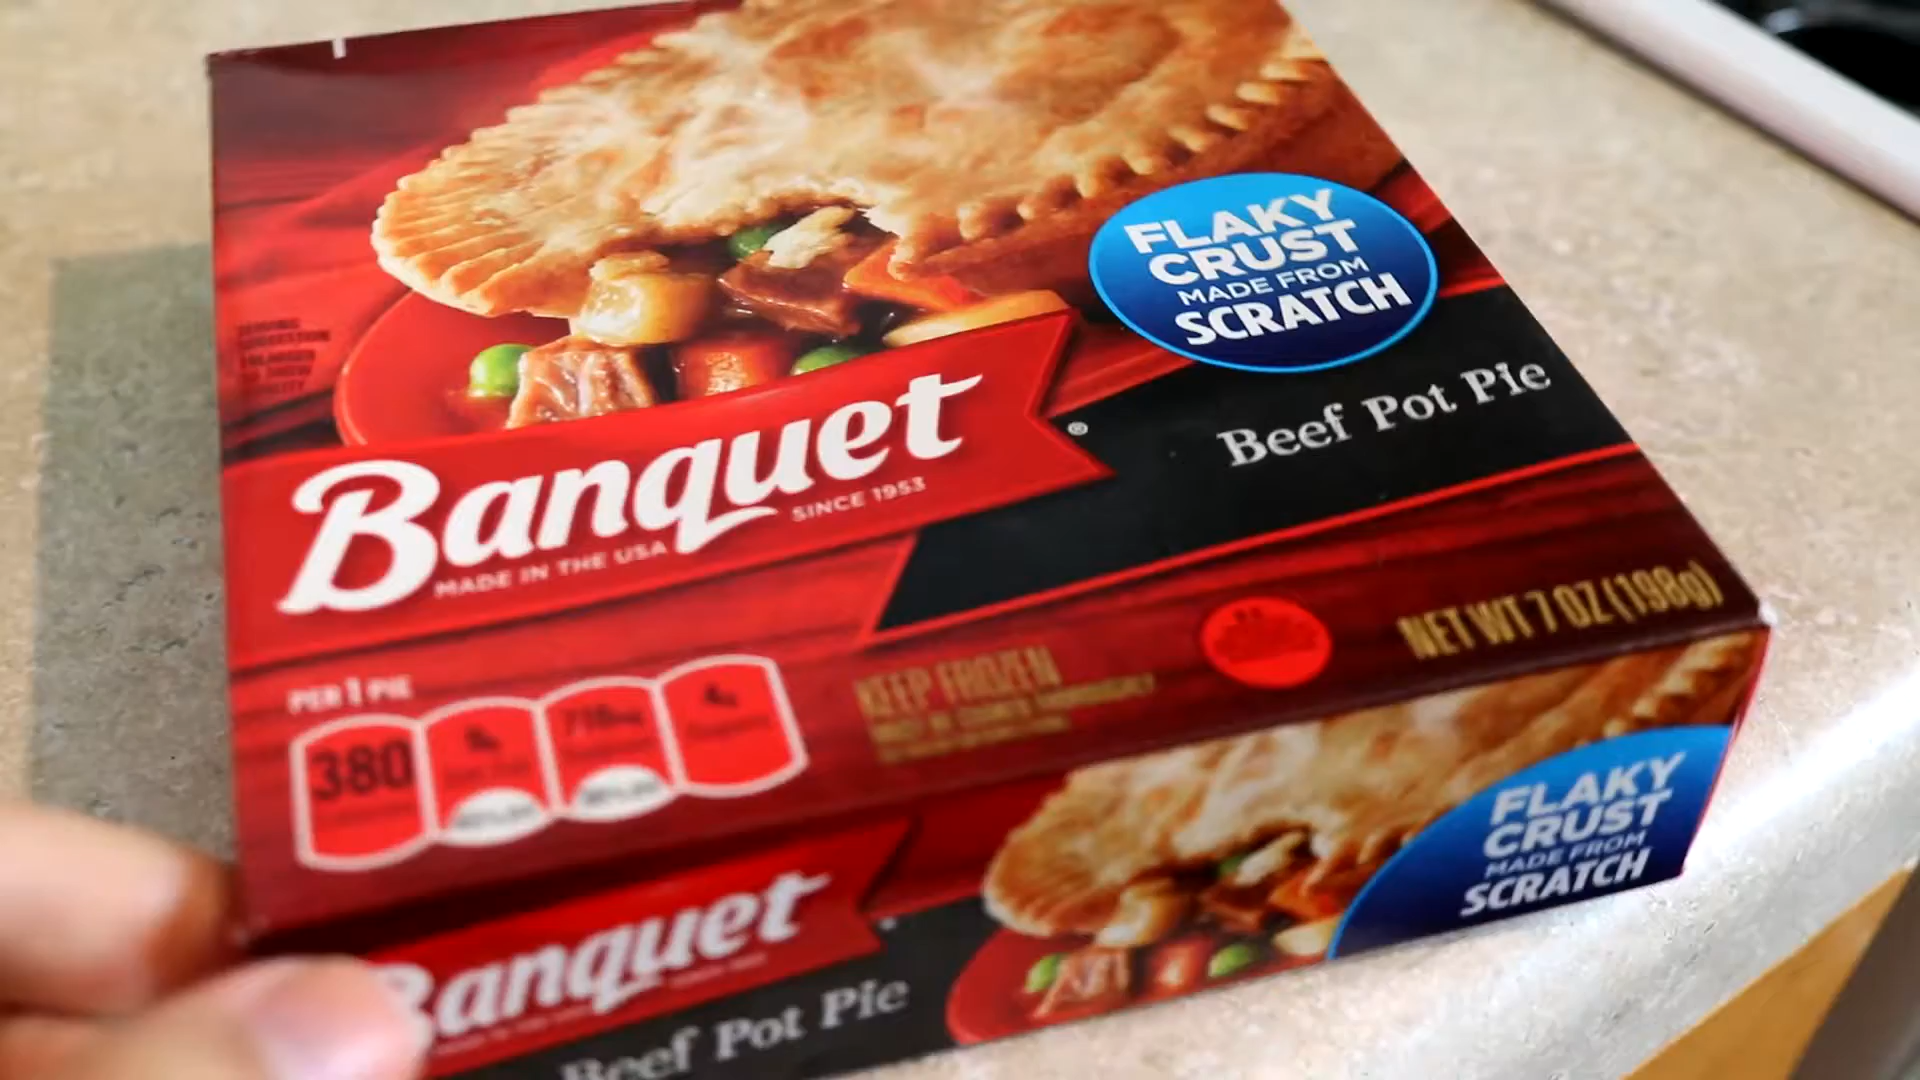 FLAKY
CRUST
MADE FROM
SCRATCH
Banquet®
SINCE 1953
MADE IN THE USA
Beef Pot Pie
NET WT 7 OZ (198g)
PER 1 PIE
380
KEEP FROZEN
FLAKY
CRUST
MADE FROM
SCRATCH
Banquet
Beef Pot Pie